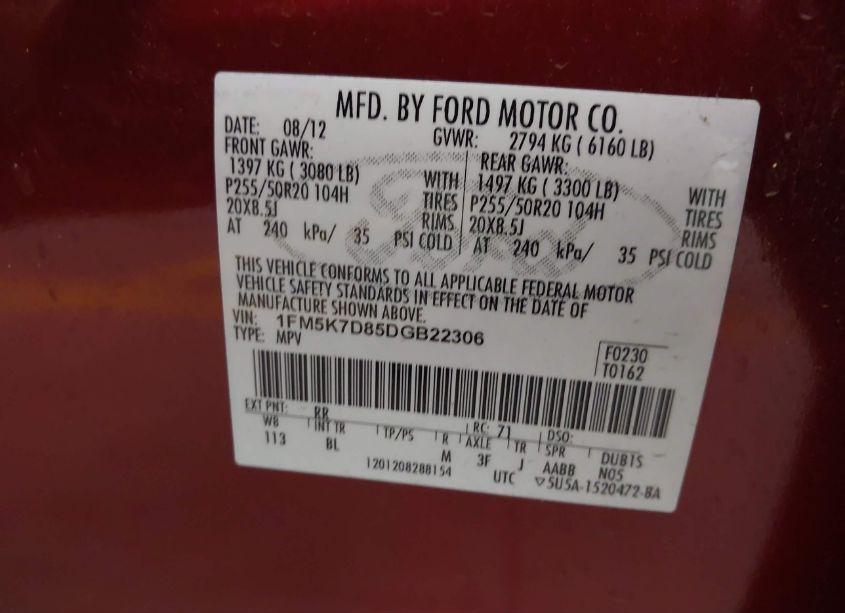 MFD. BY FORD MOTOR CO.
DATE: 08/12 GVWR: 2794 KG ( 6160 LB)
FRONT GAWR: REAR GAWR:
1397 KG ( 3080 LB) WITH 1497 KG ( 3300 LB) WITH
P255/50R20 104H TIRES P255/50R20 104H TIRES
20X8.5J RIMS 20X8.5J RIMS
AT 240 kPa/ 35 PSI COLD AT 240 kPa/ 35 PSI COLD
THIS VEHICLE CONFORMS TO ALL APPLICABLE FEDERAL MOTOR
VEHICLE SAFETY STANDARDS IN EFFECT ON THE DATE OF
MANUFACTURE SHOWN ABOVE.
VIN: 1FM5K7D85DGB22306
TYPE: MPV
F0230
T0162
EXT PNT: RR RC: 71 DSO:
WB INT TR TP/PS R AXLE TR SPR DUB1S
113 BL M 3F J AABB N05
1201208288154 UTC ▽5U5A-1520472-BA